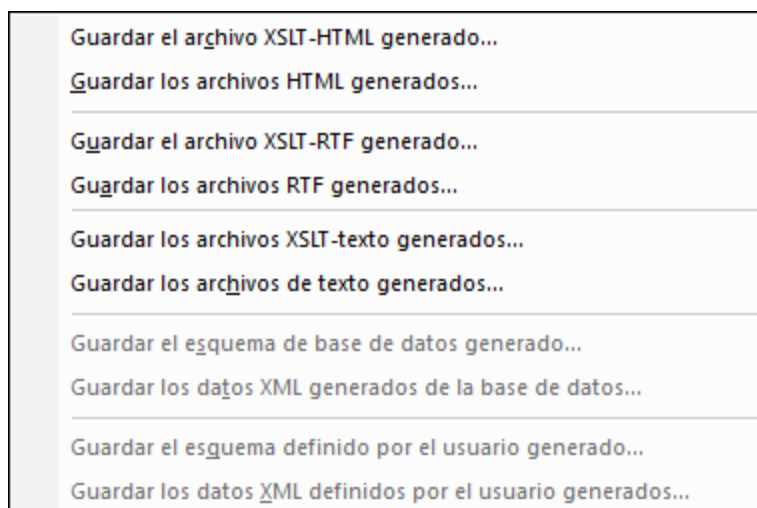 Guardar el archivo XSLT-HTML generado...
Guardar los archivos HTML generados...
Guardar el archivo XSLT-RTF generado...
Guardar los archivos RTF generados...
Guardar los archivos XSLT-texto generados...
Guardar los archivos de texto generados...
Guardar el esquema de base de datos generado...
Guardar los datos XML generados de la base de datos...
Guardar el esquema definido por el usuario generado...
Guardar los datos XML definidos por el usuario generados...